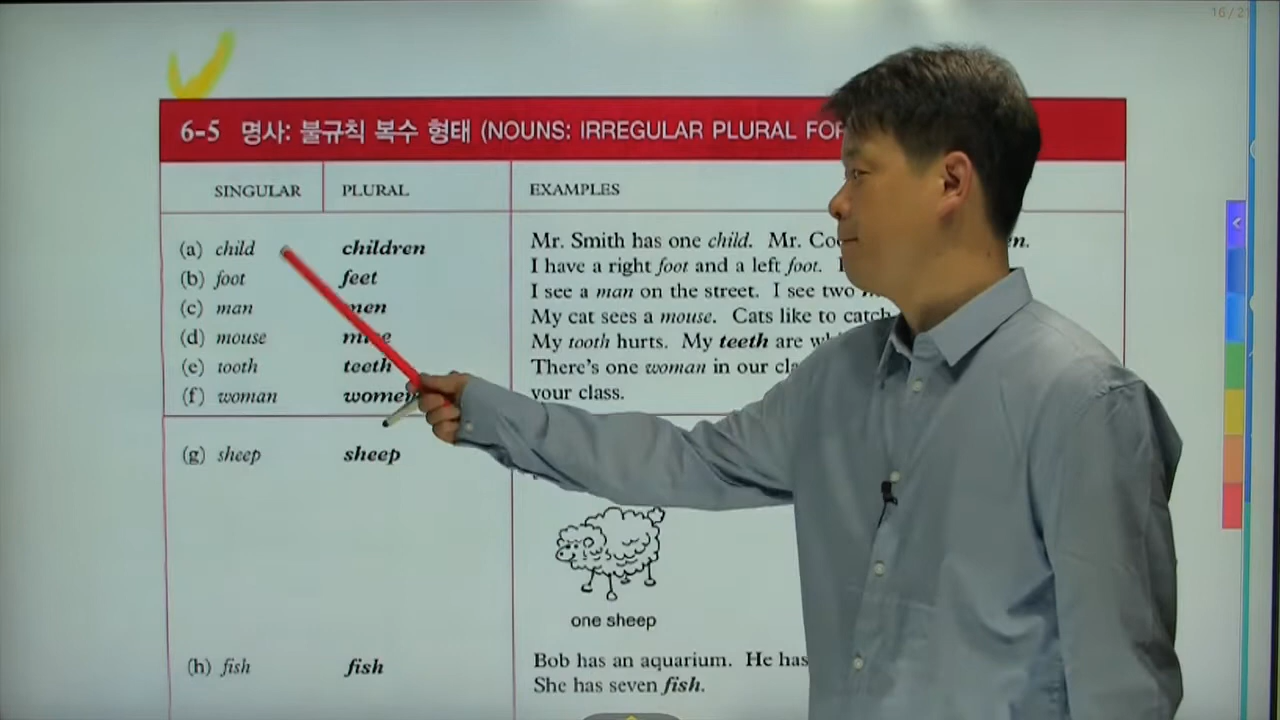 16/21
6-5 명사: 불규칙 복수 형태 (NOUNS: IRREGULAR PLURAL FOR
SINGULAR PLURAL EXAMPLES
(a) child children Mr. Smith has one child. Mr.
(b) foot feet I have a right foot and a left foot.
(c) man men I see a man on the street. I see two
(d) mouse mice My cat sees a mouse. Cats like to catch
(e) tooth teeth My tooth hurts. My teeth are
(f) woman women There's one woman in our
your class.
(g) sheep sheep
one sheep
(h) fish fish Bob has an aquarium. He has
She has seven fish.